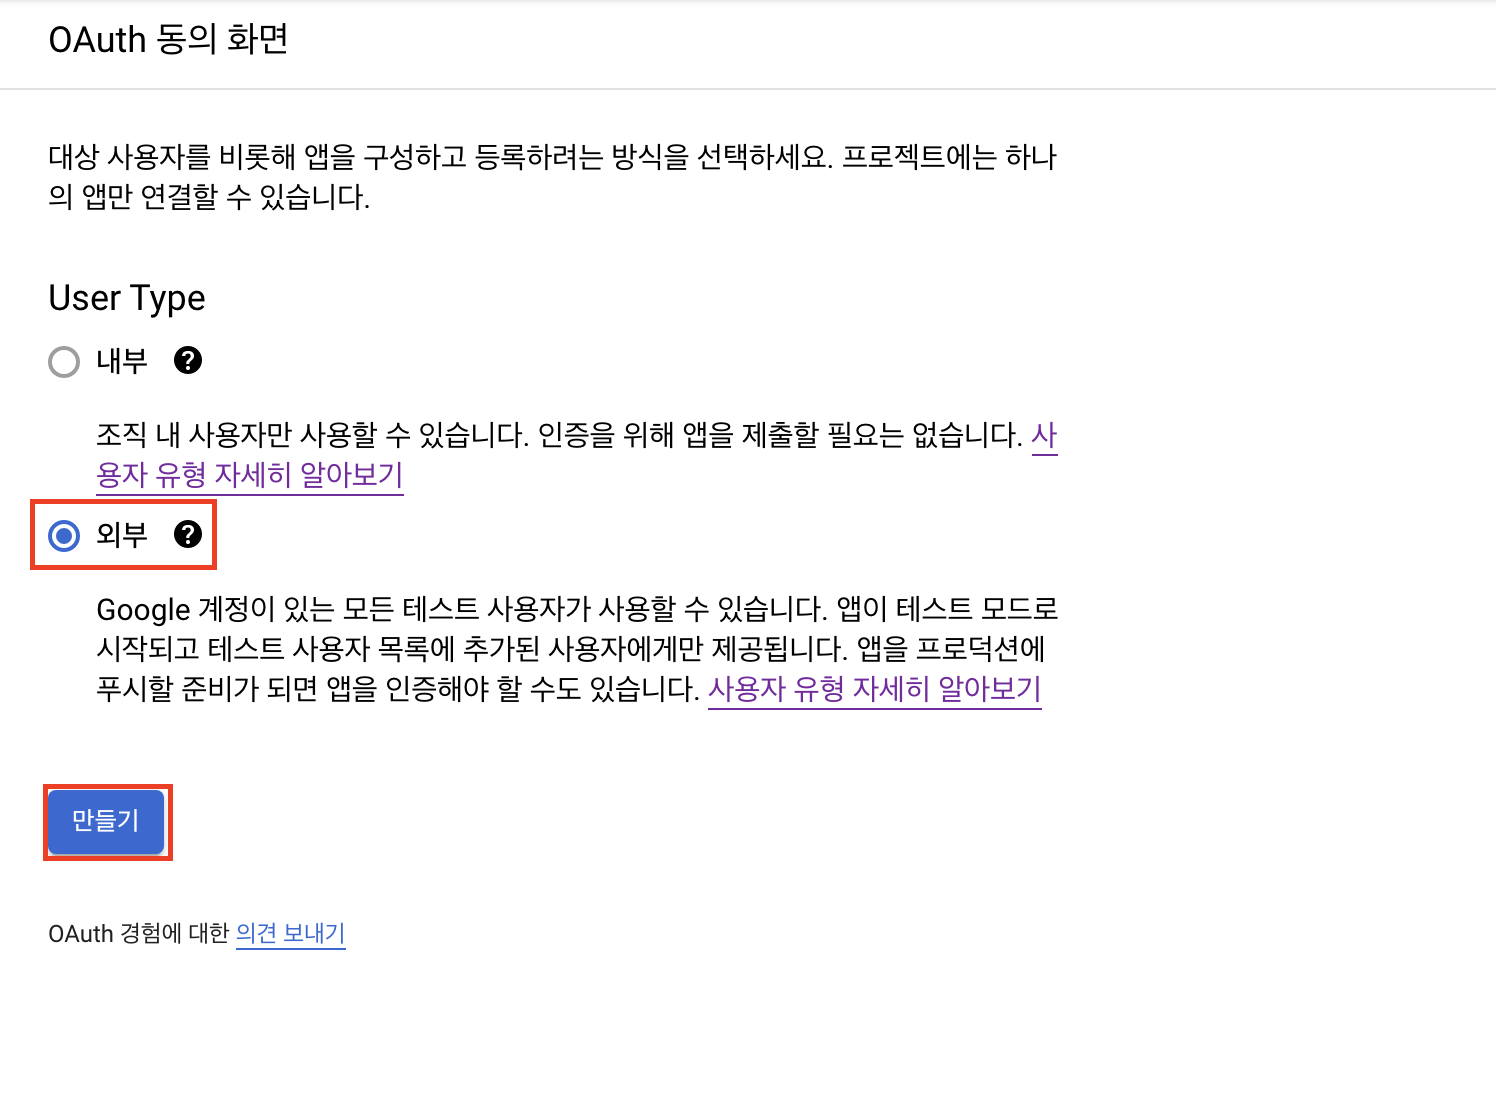 OAuth 동의 화면
대상 사용자를 비롯해 앱을 구성하고 등록하려는 방식을 선택하세요. 프로젝트에는 하나
의 앱만 연결할 수 있습니다.
User Type
내부
조직 내 사용자만 사용할 수 있습니다. 인증을 위해 앱을 제출할 필요는 없습니다. 사
용자 유형 자세히 알아보기
외부
Google 계정이 있는 모든 테스트 사용자가 사용할 수 있습니다. 앱이 테스트 모드로
시작되고 테스트 사용자 목록에 추가된 사용자에게만 제공됩니다. 앱을 프로덕션에
푸시할 준비가 되면 앱을 인증해야 할 수도 있습니다. 사용자 유형 자세히 알아보기
만들기
OAuth 경험에 대한 의견 보내기